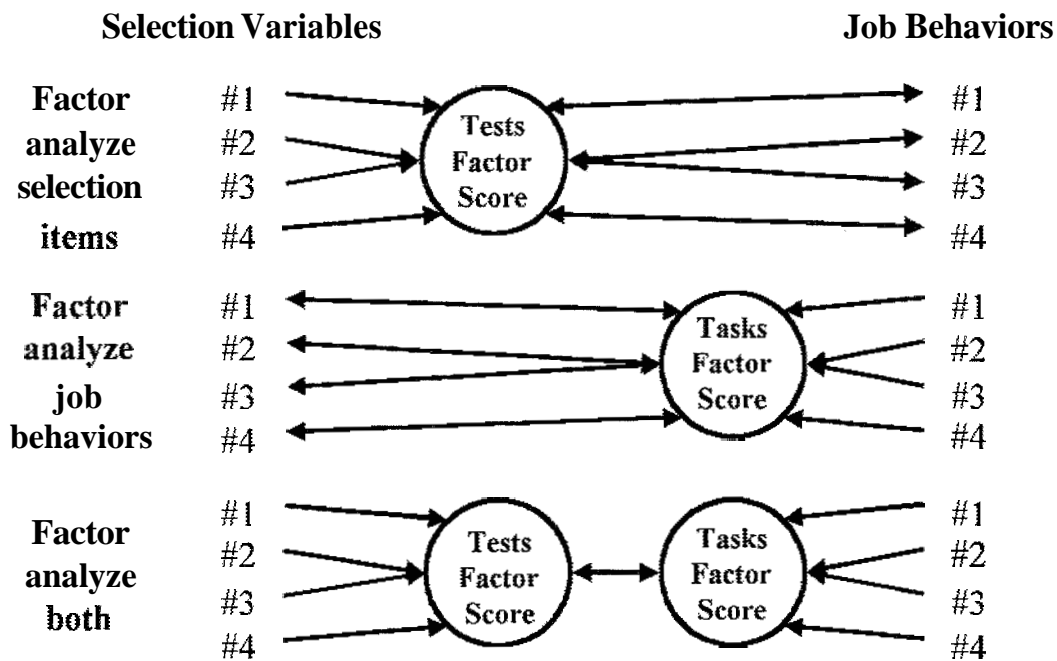 Selection Variables Job Behaviors
Factor #1 #1
analyze #2 Tests #2
selection #3 Factor #3
items #4 Score #4
Factor #1 #1
analyze #2 Tasks #2
job #3 Factor #3
behaviors #4 Score #4
#1 #1
Factor #2 Tests Tasks #2
analyze #3 Factor Factor #3
both #4 Score Score #4